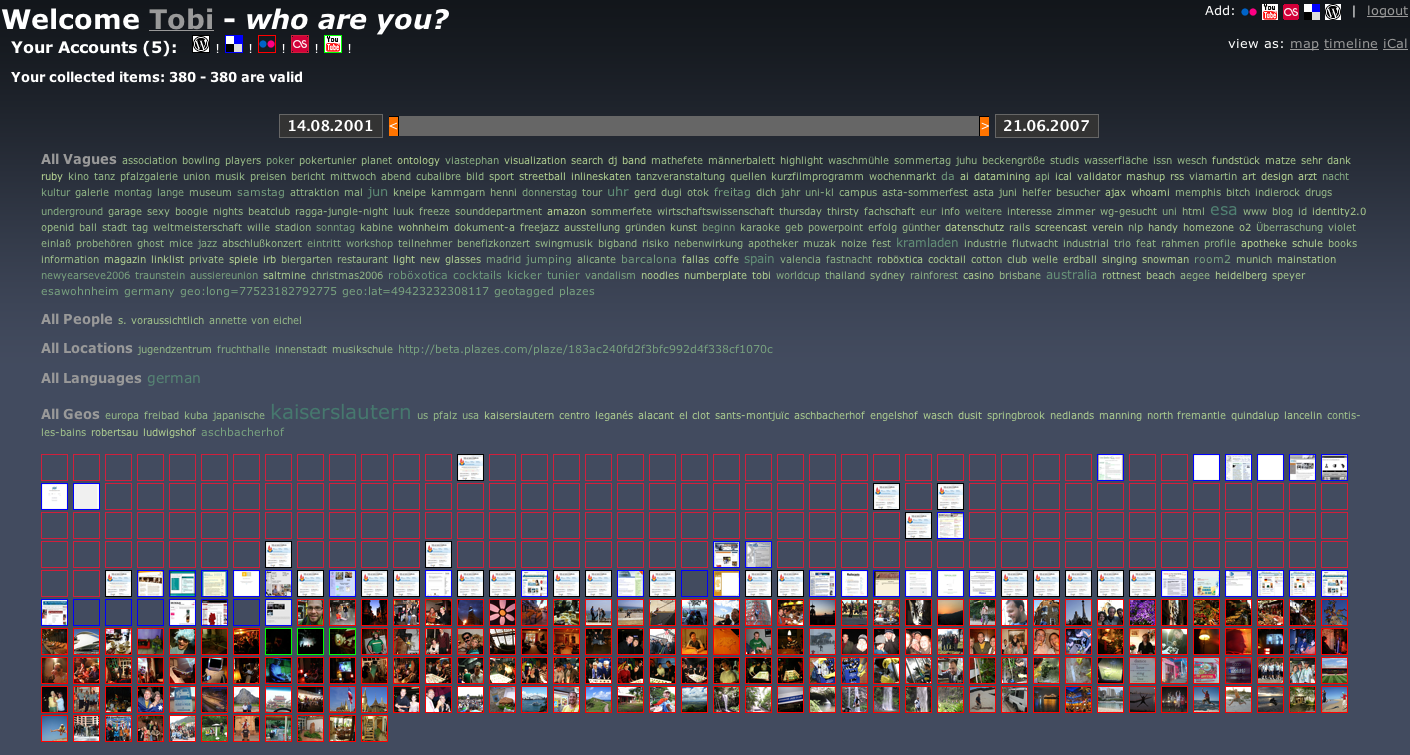 Welcome Tobi - who are you?
Add: You Tube | logout
Your Accounts (5): ! ! ! ! You Tube !
view as: map timeline iCal
Your collected items: 380 - 380 are valid
14.08.2001 < > 21.06.2007
All Vagues association bowling players poker pokertunier planet ontology viastephan visualization search dj band mathefete männerbalett highlight waschmühle sommertag juhu beckengröße studis wasserfläche issn wesch fundstück matze sehr dank
ruby kino tanz pfalzgalerie union musik preisen bericht mittwoch abend cubalibre bild sport streetball inlineskaten tanzveranstaltung quellen kurzfilmprogramm wochenmarkt da ai datamining api ical validator mashup rss viamartin art design arzt nacht
kultur galerie montag lange museum samstag attraktion mal jun kneipe kammgarn henni donnerstag tour uhr gerd dugi otok freitag dich jahr uni-kl campus asta-sommerfest asta juni helfer besucher ajax whoami memphis bitch indierock drugs
underground garage sexy boogie nights beatclub ragga-jungle-night luuk freeze sounddepartment amazon sommerfete wirtschaftswissenschaft thursday thirsty fachschaft eur info weitere interesse zimmer wg-gesucht uni html esa www blog id identity2.0
openid ball stadt tag weltmeisterschaft wille stadion sonntag kabine wohnheim dokument-a freejazz ausstellung gründen kunst beginn karaoke geb powerpoint erfolg günther datenschutz rails screencast verein nlp handy homezone o2 Überraschung violet
einlaß probehören ghost mice jazz abschlußkonzert eintritt workshop teilnehmer benefizkonzert swingmusik bigband risiko nebenwirkung apotheker muzak noize fest kramladen industrie flutwacht industrial trio feat rahmen profile apotheke schule books
information magazin linklist private spiele irb biergarten restaurant light new glasses madrid jumping alicante barcalona fallas coffe spain valencia fastnacht roböxtica cocktail cotton club welle erdball singing snowman room2 munich mainstation
newyearseve2006 traunstein aussiereunion saltmine christmas2006 roböxotica cocktails kicker tunier vandalism noodles numberplate tobi worldcup thailand sydney rainforest casino brisbane australia rottnest beach aegee heidelberg speyer
esawohnheim germany geo:long=77523182792775 geo:lat=49423232308117 geotagged plazes
All People s. voraussichtlich annette von eichel
All Locations jugendzentrum fruchthalle innenstadt musikschule http://beta.plazes.com/plaze/183ac240fd2f3bfc992d4f338cf1070c
All Languages german
All Geos europa freibad kuba japanische kaiserslautern us pfalz usa kaiserslautern centro leganés alacant el clot sants-montjuïc aschbacherhof engelshof wasch dusit springbrook nedlands manning north fremantle quindalup lancelin contis-
les-bains robertsau ludwigshof aschbacherhof